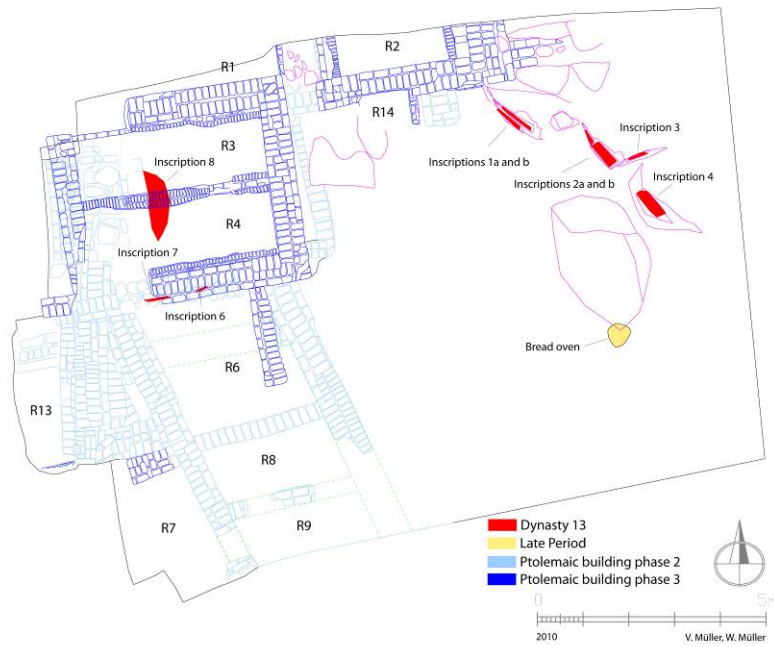 R1
R2
R3
R14
Inscription 8
Inscriptions 1a and b
Inscription 3
Inscriptions 2a and b
Inscription 4
R4
Inscription 7
Inscription 6
Bread oven
R6
R13
R8
R7
R9
Dynasty 13
Late Period
Ptolemaic building phase 2
Ptolemaic building phase 3
0 5m
2010 V. Müller, W. Müller